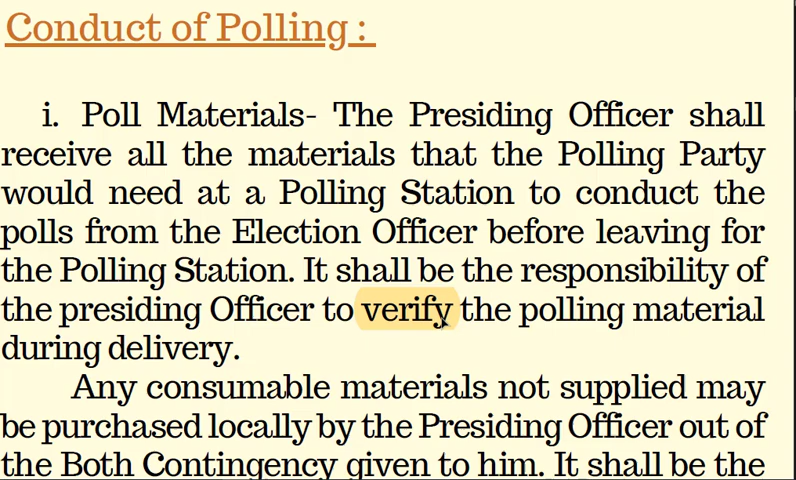 Conduct of Polling :
i. Poll Materials- The Presiding Officer shall
receive all the materials that the Polling Party
would need at a Polling Station to conduct the
polls from the Election Officer before leaving for
the Polling Station. It shall be the responsibility of
the presiding Officer to verify the polling material
during delivery.
Any consumable materials not supplied may
be purchased locally by the Presiding Officer out of
the Both Contingency given to him. It shall be the